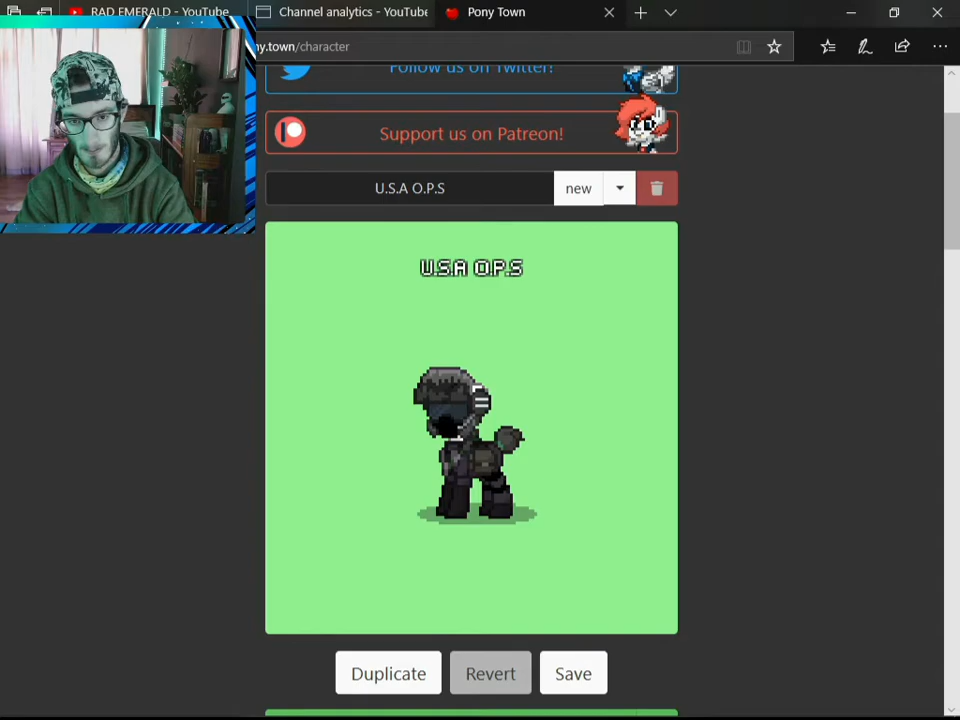 RAD EMERALD - YouTube
Channel analytics - YouTube
Pony Town
ny.town/character
Follow us on Twitter!
Support us on Patreon!
U.S.A O.P.S
new
U.S.A O.P.S
Duplicate
Revert
Save